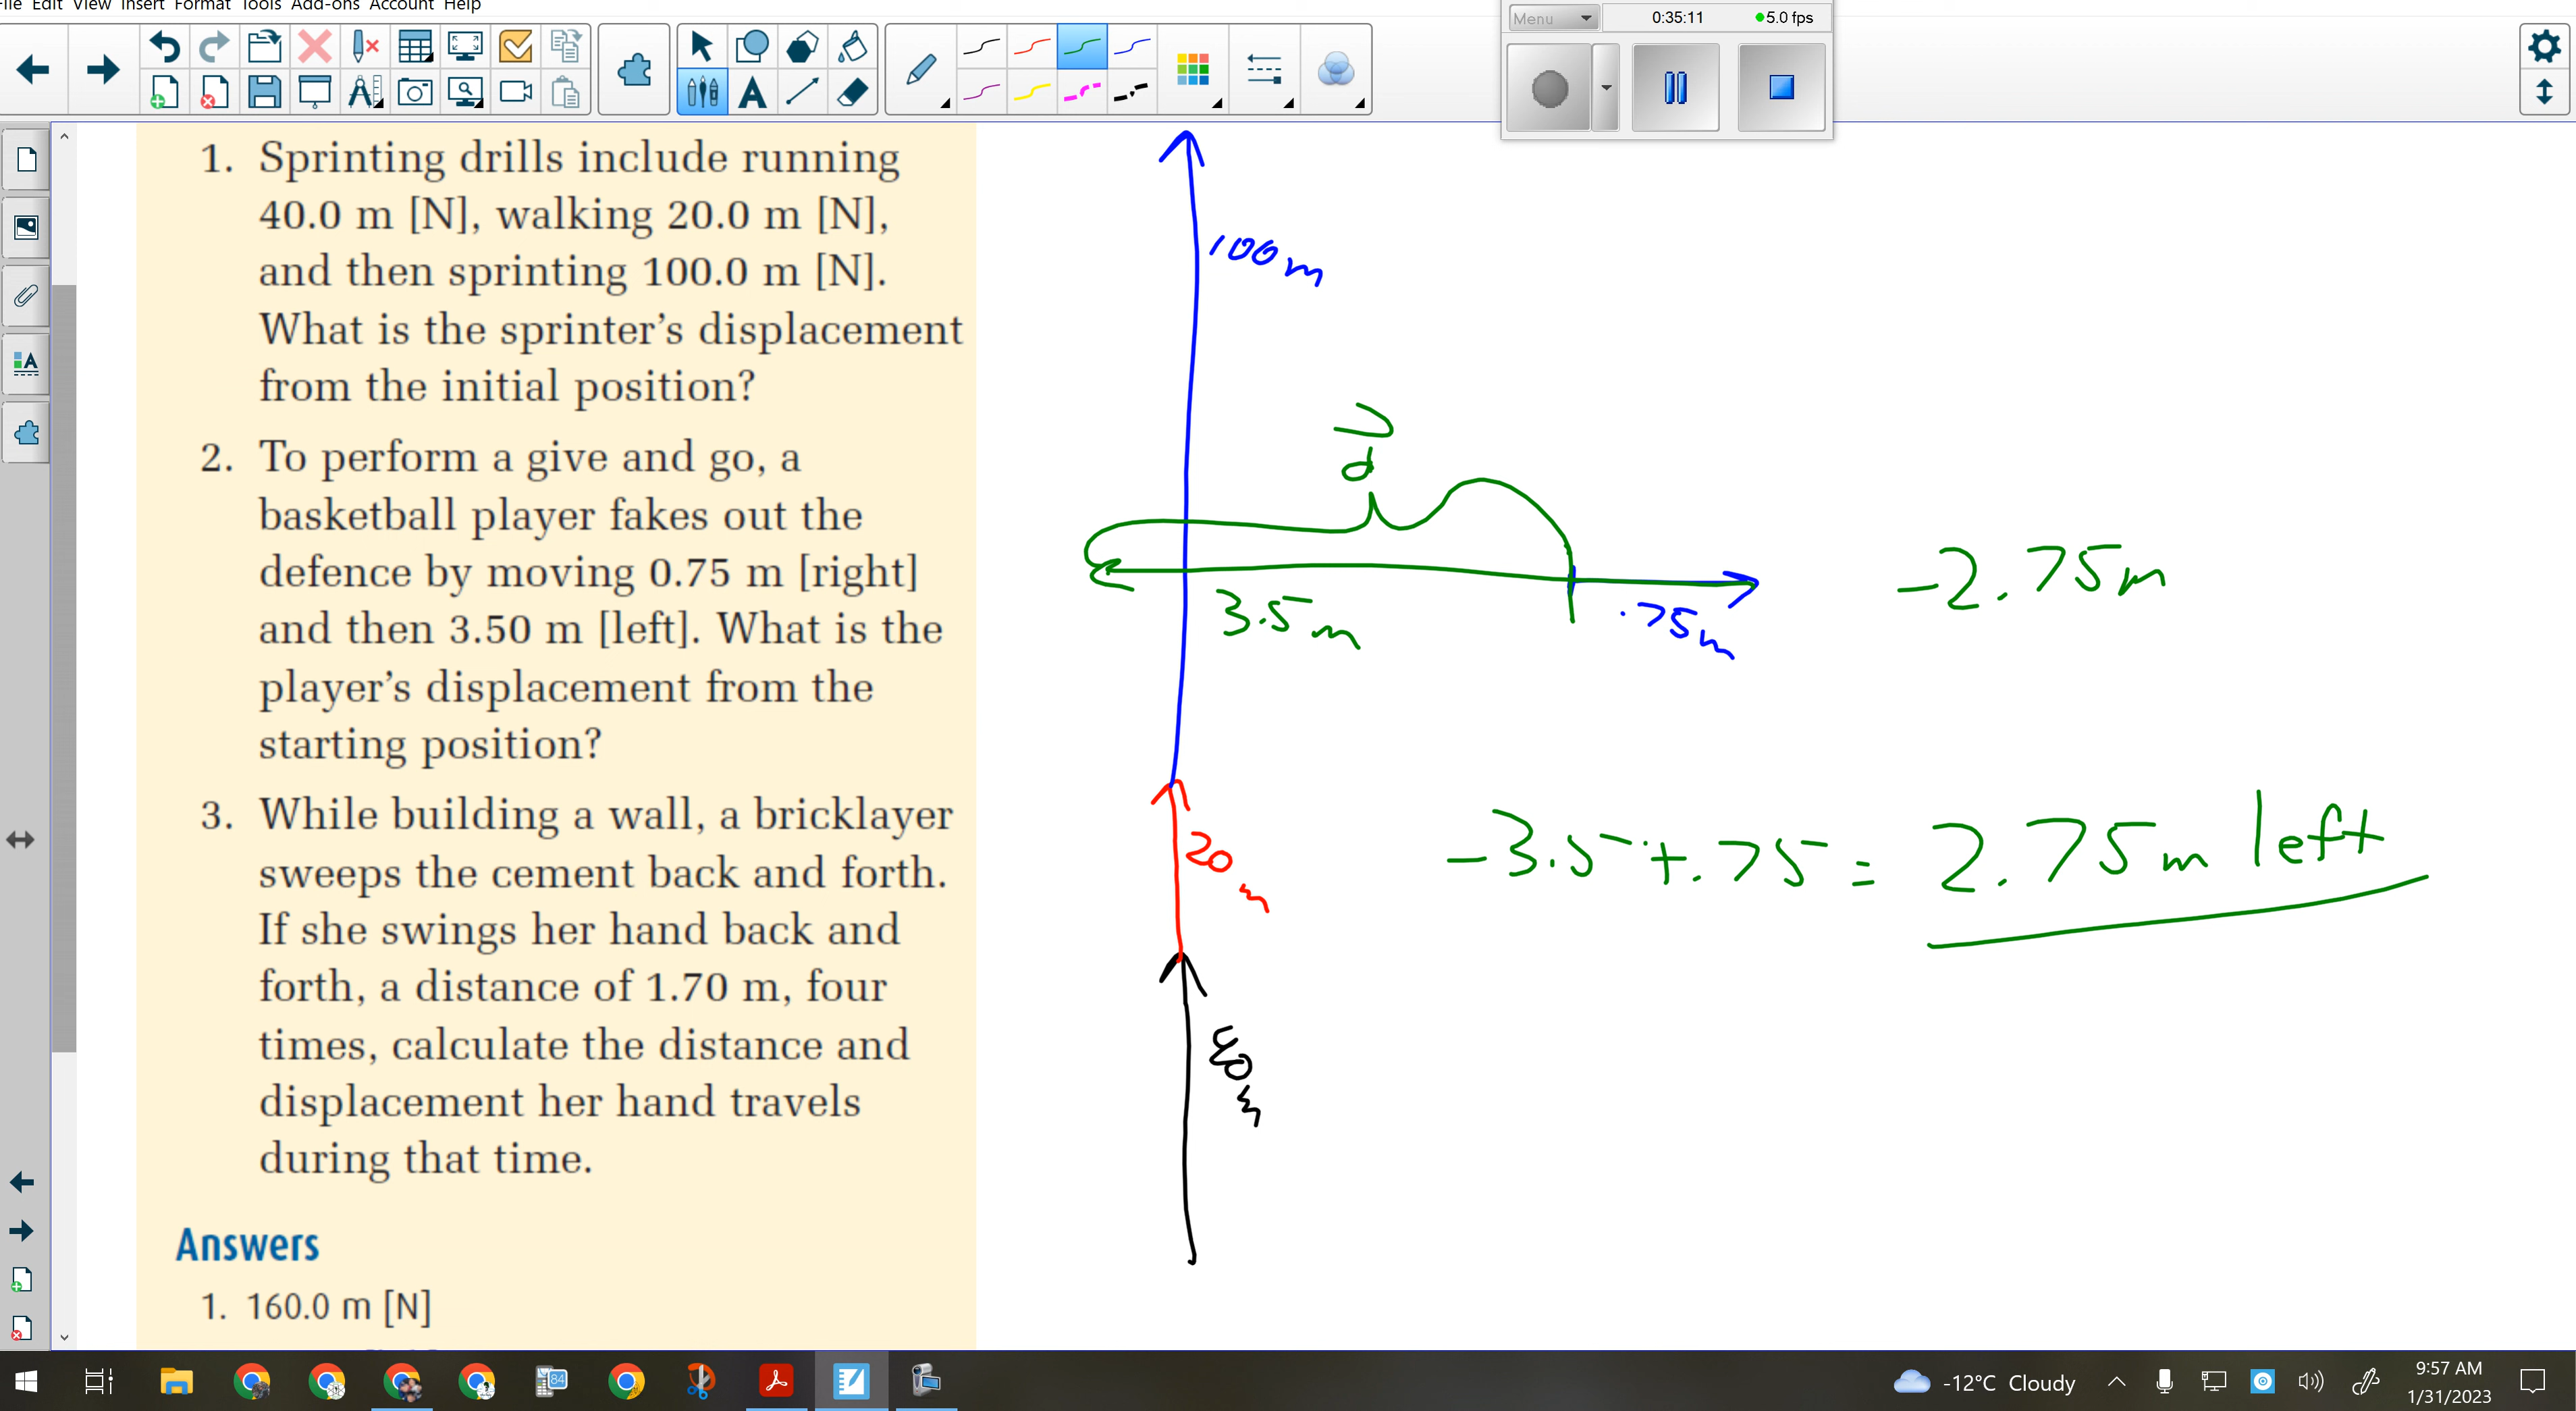 File Edit View Insert Format Tools Add-ons Account Help
Menu
0:35:11
5.0 fps
1. Sprinting drills include running
40.0 m [N], walking 20.0 m [N],
and then sprinting 100.0 m [N].
What is the sprinter's displacement
from the initial position?
2. To perform a give and go, a
basketball player fakes out the
defence by moving 0.75 m [right]
and then 3.50 m [left]. What is the
player's displacement from the
starting position?
3. While building a wall, a bricklayer
sweeps the cement back and forth.
If she swings her hand back and
forth, a distance of 1.70 m, four
times, calculate the distance and
displacement her hand travels
during that time.
Answers
1. 160.0 m [N]
100 m
d
3.5 m
.75 m
-2.75 m
20 m
-3.5 + .75 = 2.75 m left
40 m
84
-12°C Cloudy
9:57 AM
1/31/2023